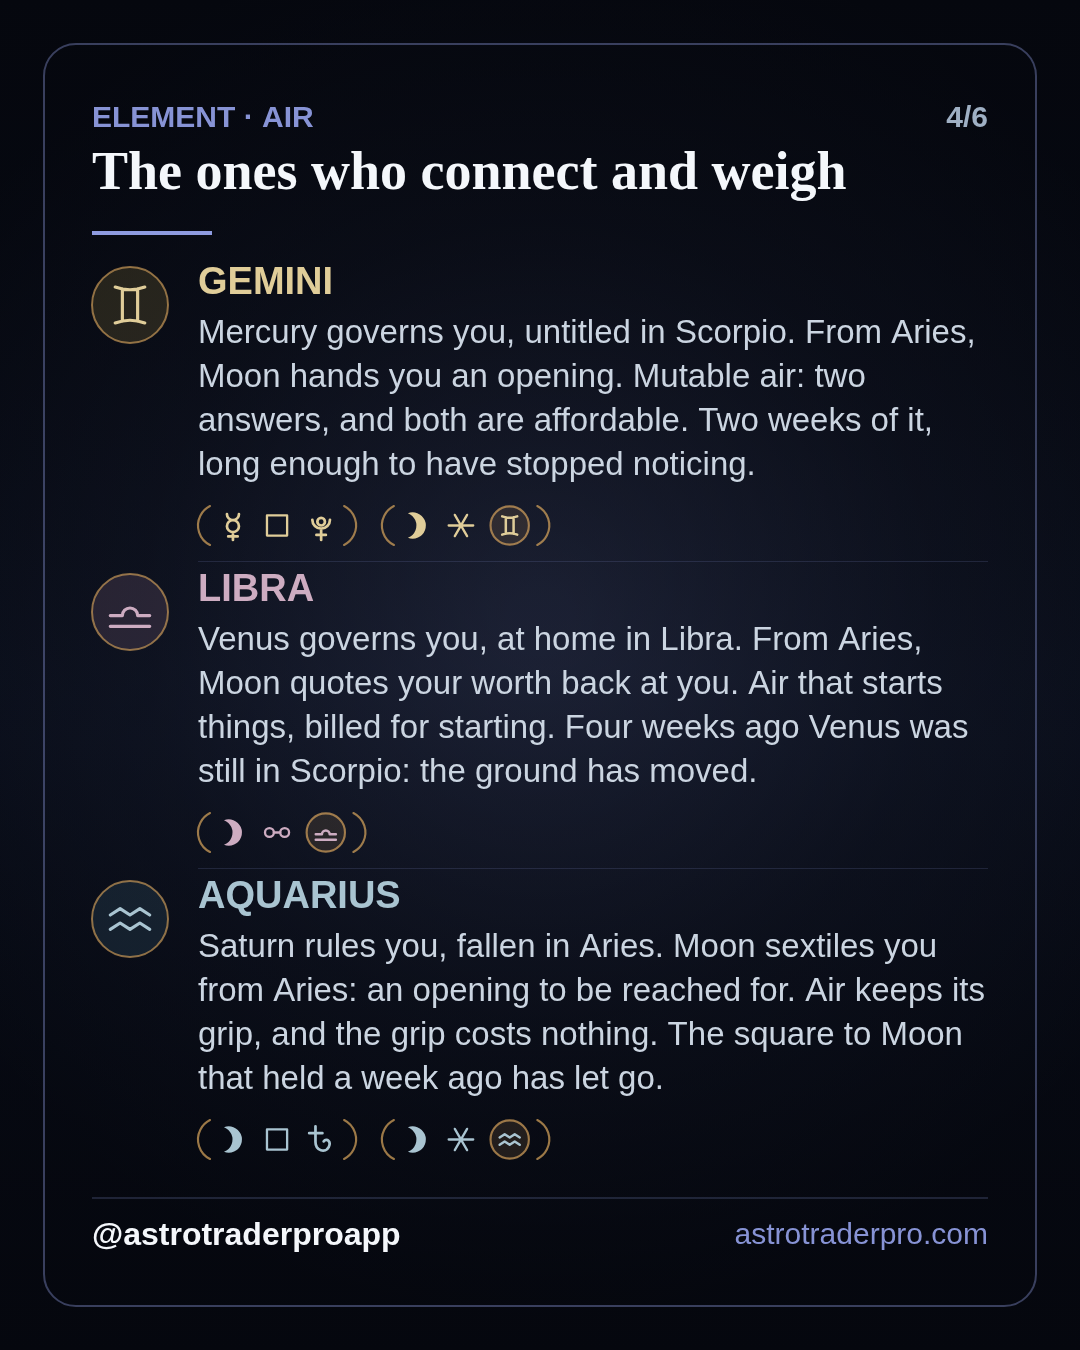 ELEMENT · AIR
4/6
The ones who connect and weigh
GEMINI
Mercury governs you, untitled in Scorpio. From Aries,
Moon hands you an opening. Mutable air: two
answers, and both are affordable. Two weeks of it,
long enough to have stopped noticing.
LIBRA
Venus governs you, at home in Libra. From Aries,
Moon quotes your worth back at you. Air that starts
things, billed for starting. Four weeks ago Venus was
still in Scorpio: the ground has moved.
AQUARIUS
Saturn rules you, fallen in Aries. Moon sextiles you
from Aries: an opening to be reached for. Air keeps its
grip, and the grip costs nothing. The square to Moon
that held a week ago has let go.
@astrotraderproapp
astrotraderpro.com